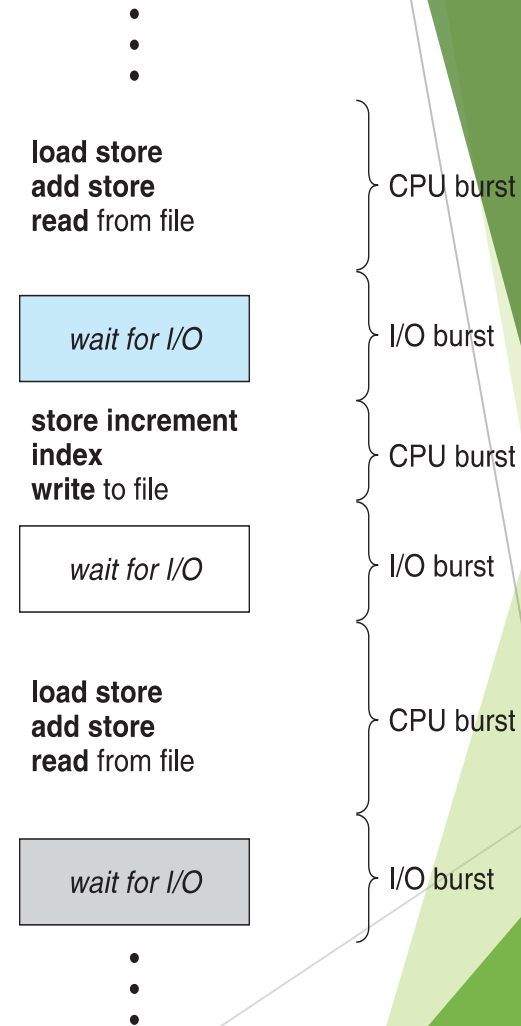 load store
add store
read from file
CPU burst
wait for I/O
I/O burst
store increment
index
write to file
CPU burst
wait for I/O
I/O burst
load store
add store
read from file
CPU burst
wait for I/O
I/O burst